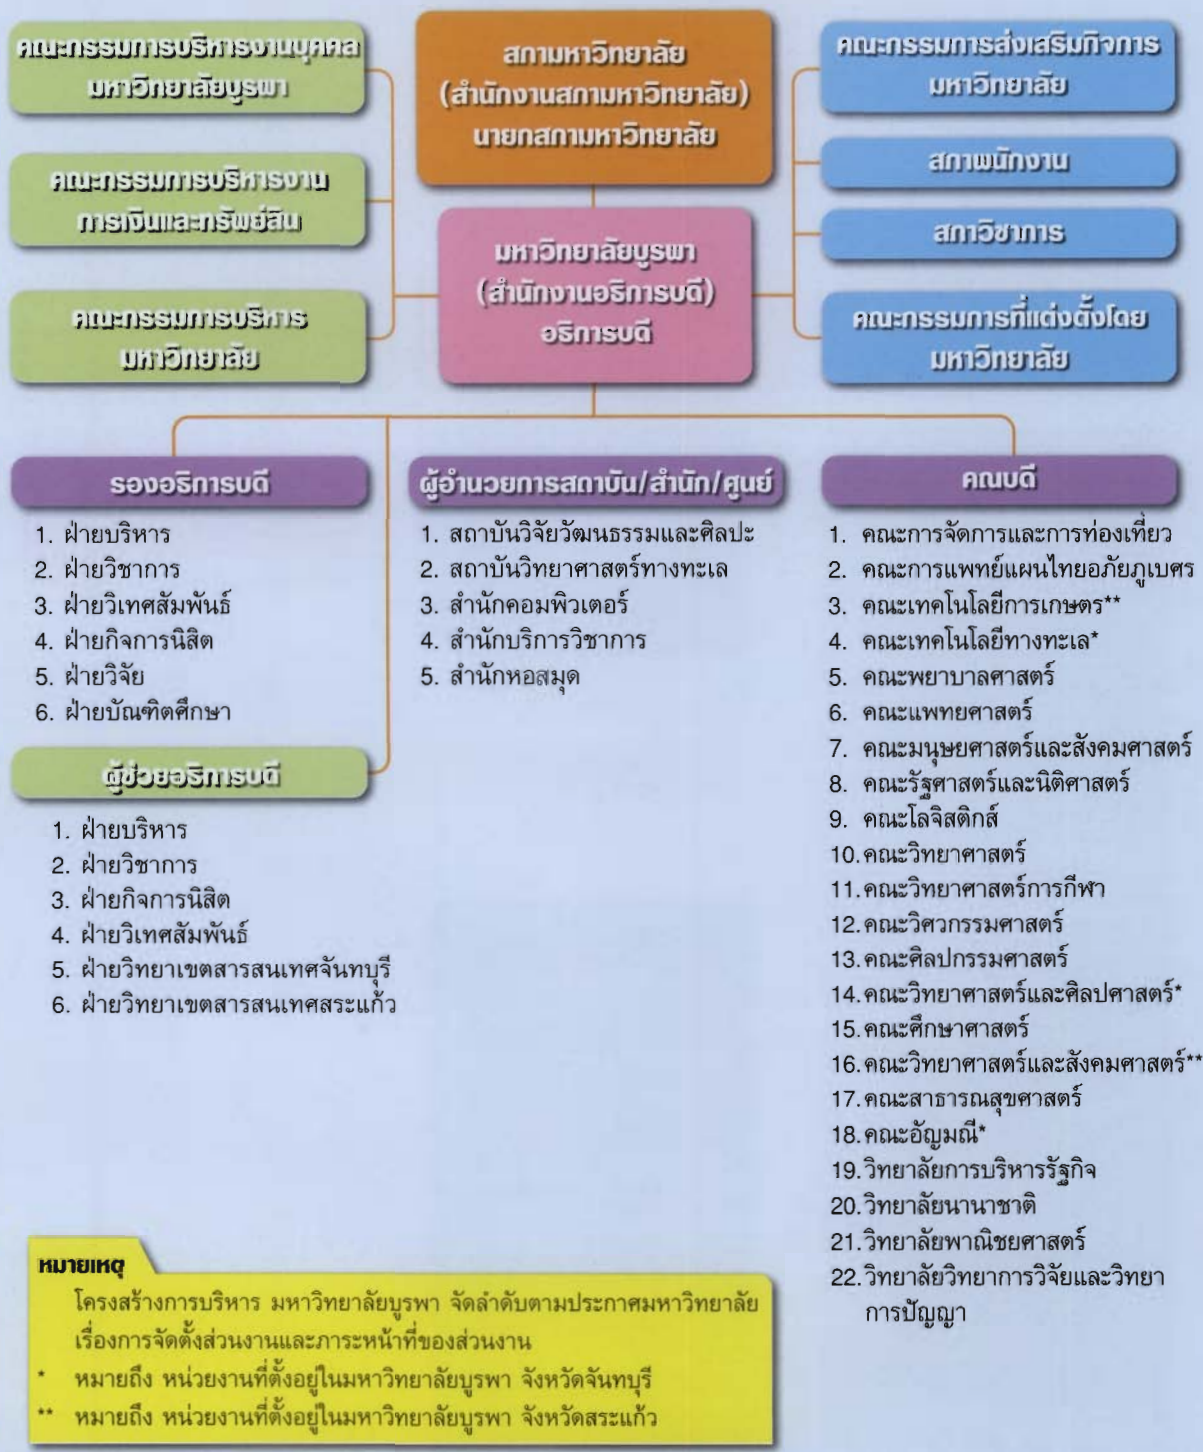 คณะกรรมการบริหารงานบุคคล
มหาวิทยาลัยบูรพา
สภามหาวิทยาลัย
(สำนักงานสภามหาวิทยาลัย)
นายกสภามหาวิทยาลัย
คณะกรรมการส่งเสริมกิจการ
มหาวิทยาลัย
คณะกรรมการบริหารงาน
การเงินและทรัพย์สิน
สภาพนักงาน
สภาวิชาการ
คณะกรรมการบริหาร
มหาวิทยาลัย
มหาวิทยาลัยบูรพา
(สำนักงานอธิการบดี)
อธิการบดี
คณะกรรมการที่แต่งตั้งโดย
มหาวิทยาลัย
รองอธิการบดี
1. ฝ่ายบริหาร
2. ฝ่ายวิชาการ
3. ฝ่ายวิเทศสัมพันธ์
4. ฝ่ายกิจการนิสิต
5. ฝ่ายวิจัย
6. ฝ่ายบัณฑิตศึกษา
ผู้ช่วยอธิการบดี
1. ฝ่ายบริหาร
2. ฝ่ายวิชาการ
3. ฝ่ายกิจการนิสิต
4. ฝ่ายวิเทศสัมพันธ์
5. ฝ่ายวิทยาเขตสารสนเทศจันทบุรี
6. ฝ่ายวิทยาเขตสารสนเทศสระแก้ว
ผู้อำนวยการสถาบัน/สำนัก/ศูนย์
1. สถาบันวิจัยวัฒนธรรมและศิลปะ
2. สถาบันวิทยาศาสตร์ทางทะเล
3. สำนักคอมพิวเตอร์
4. สำนักบริการวิชาการ
5. สำนักหอสมุด
คณบดี
1. คณะการจัดการและการท่องเที่ยว
2. คณะการแพทย์แผนไทยอภัยภูเบศร
3. คณะเทคโนโลยีการเกษตร**
4. คณะเทคโนโลยีทางทะเล*
5. คณะพยาบาลศาสตร์
6. คณะแพทยศาสตร์
7. คณะมนุษยศาสตร์และสังคมศาสตร์
8. คณะรัฐศาสตร์และนิติศาสตร์
9. คณะโลจิสติกส์
10. คณะวิทยาศาสตร์
11. คณะวิทยาศาสตร์การกีฬา
12. คณะวิศวกรรมศาสตร์
13. คณะศิลปกรรมศาสตร์
14. คณะวิทยาศาสตร์และศิลปศาสตร์*
15. คณะศึกษาศาสตร์
16. คณะวิทยาศาสตร์และสังคมศาสตร์**
17. คณะสาธารณสุขศาสตร์
18. คณะอัญมณี*
19. วิทยาลัยการบริหารรัฐกิจ
20. วิทยาลัยนานาชาติ
21. วิทยาลัยพาณิชยศาสตร์
22. วิทยาลัยวิทยาการวิจัยและวิทยา
การปัญญา
หมายเหตุ
โครงสร้างการบริหาร มหาวิทยาลัยบูรพา จัดลำดับตามประกาศมหาวิทยาลัย
เรื่องการจัดตั้งส่วนงานและภาระหน้าที่ของส่วนงาน
* หมายถึง หน่วยงานที่ตั้งอยู่ในมหาวิทยาลัยบูรพา จังหวัดจันทบุรี
** หมายถึง หน่วยงานที่ตั้งอยู่ในมหาวิทยาลัยบูรพา จังหวัดสระแก้ว